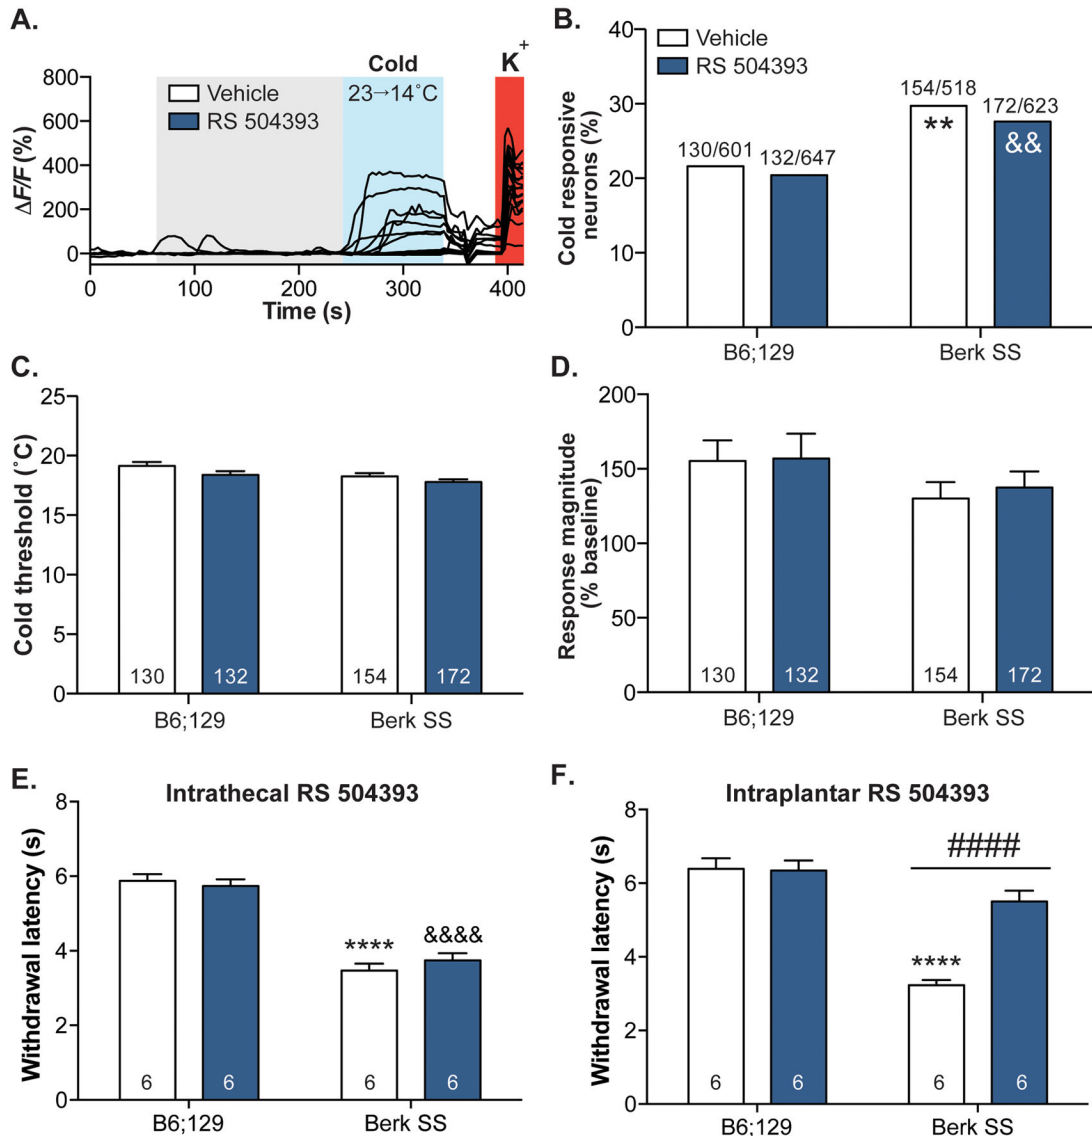 A.
Cold
K+
Vehicle
RS 504393
23→14˚C
ΔF/F (%)
800
600
400
200
0
0
100
200
300
400
Time (s)
B.
Vehicle
RS 504393
Cold responsive
neurons (%)
40
30
20
10
0
130/601
132/647
154/518
172/623
**
&&
B6;129
Berk SS
C.
Cold threshold (˚C)
25
20
15
10
5
0
130
132
154
172
B6;129
Berk SS
D.
Response magnitude
(% baseline)
200
150
100
50
0
130
132
154
172
B6;129
Berk SS
E.
Intrathecal RS 504393
Withdrawal latency (s)
8
6
4
2
0
****
&&&&
6
6
6
6
B6;129
Berk SS
F.
Intraplantar RS 504393
Withdrawal latency (s)
8
6
4
2
0
####
****
6
6
6
6
B6;129
Berk SS